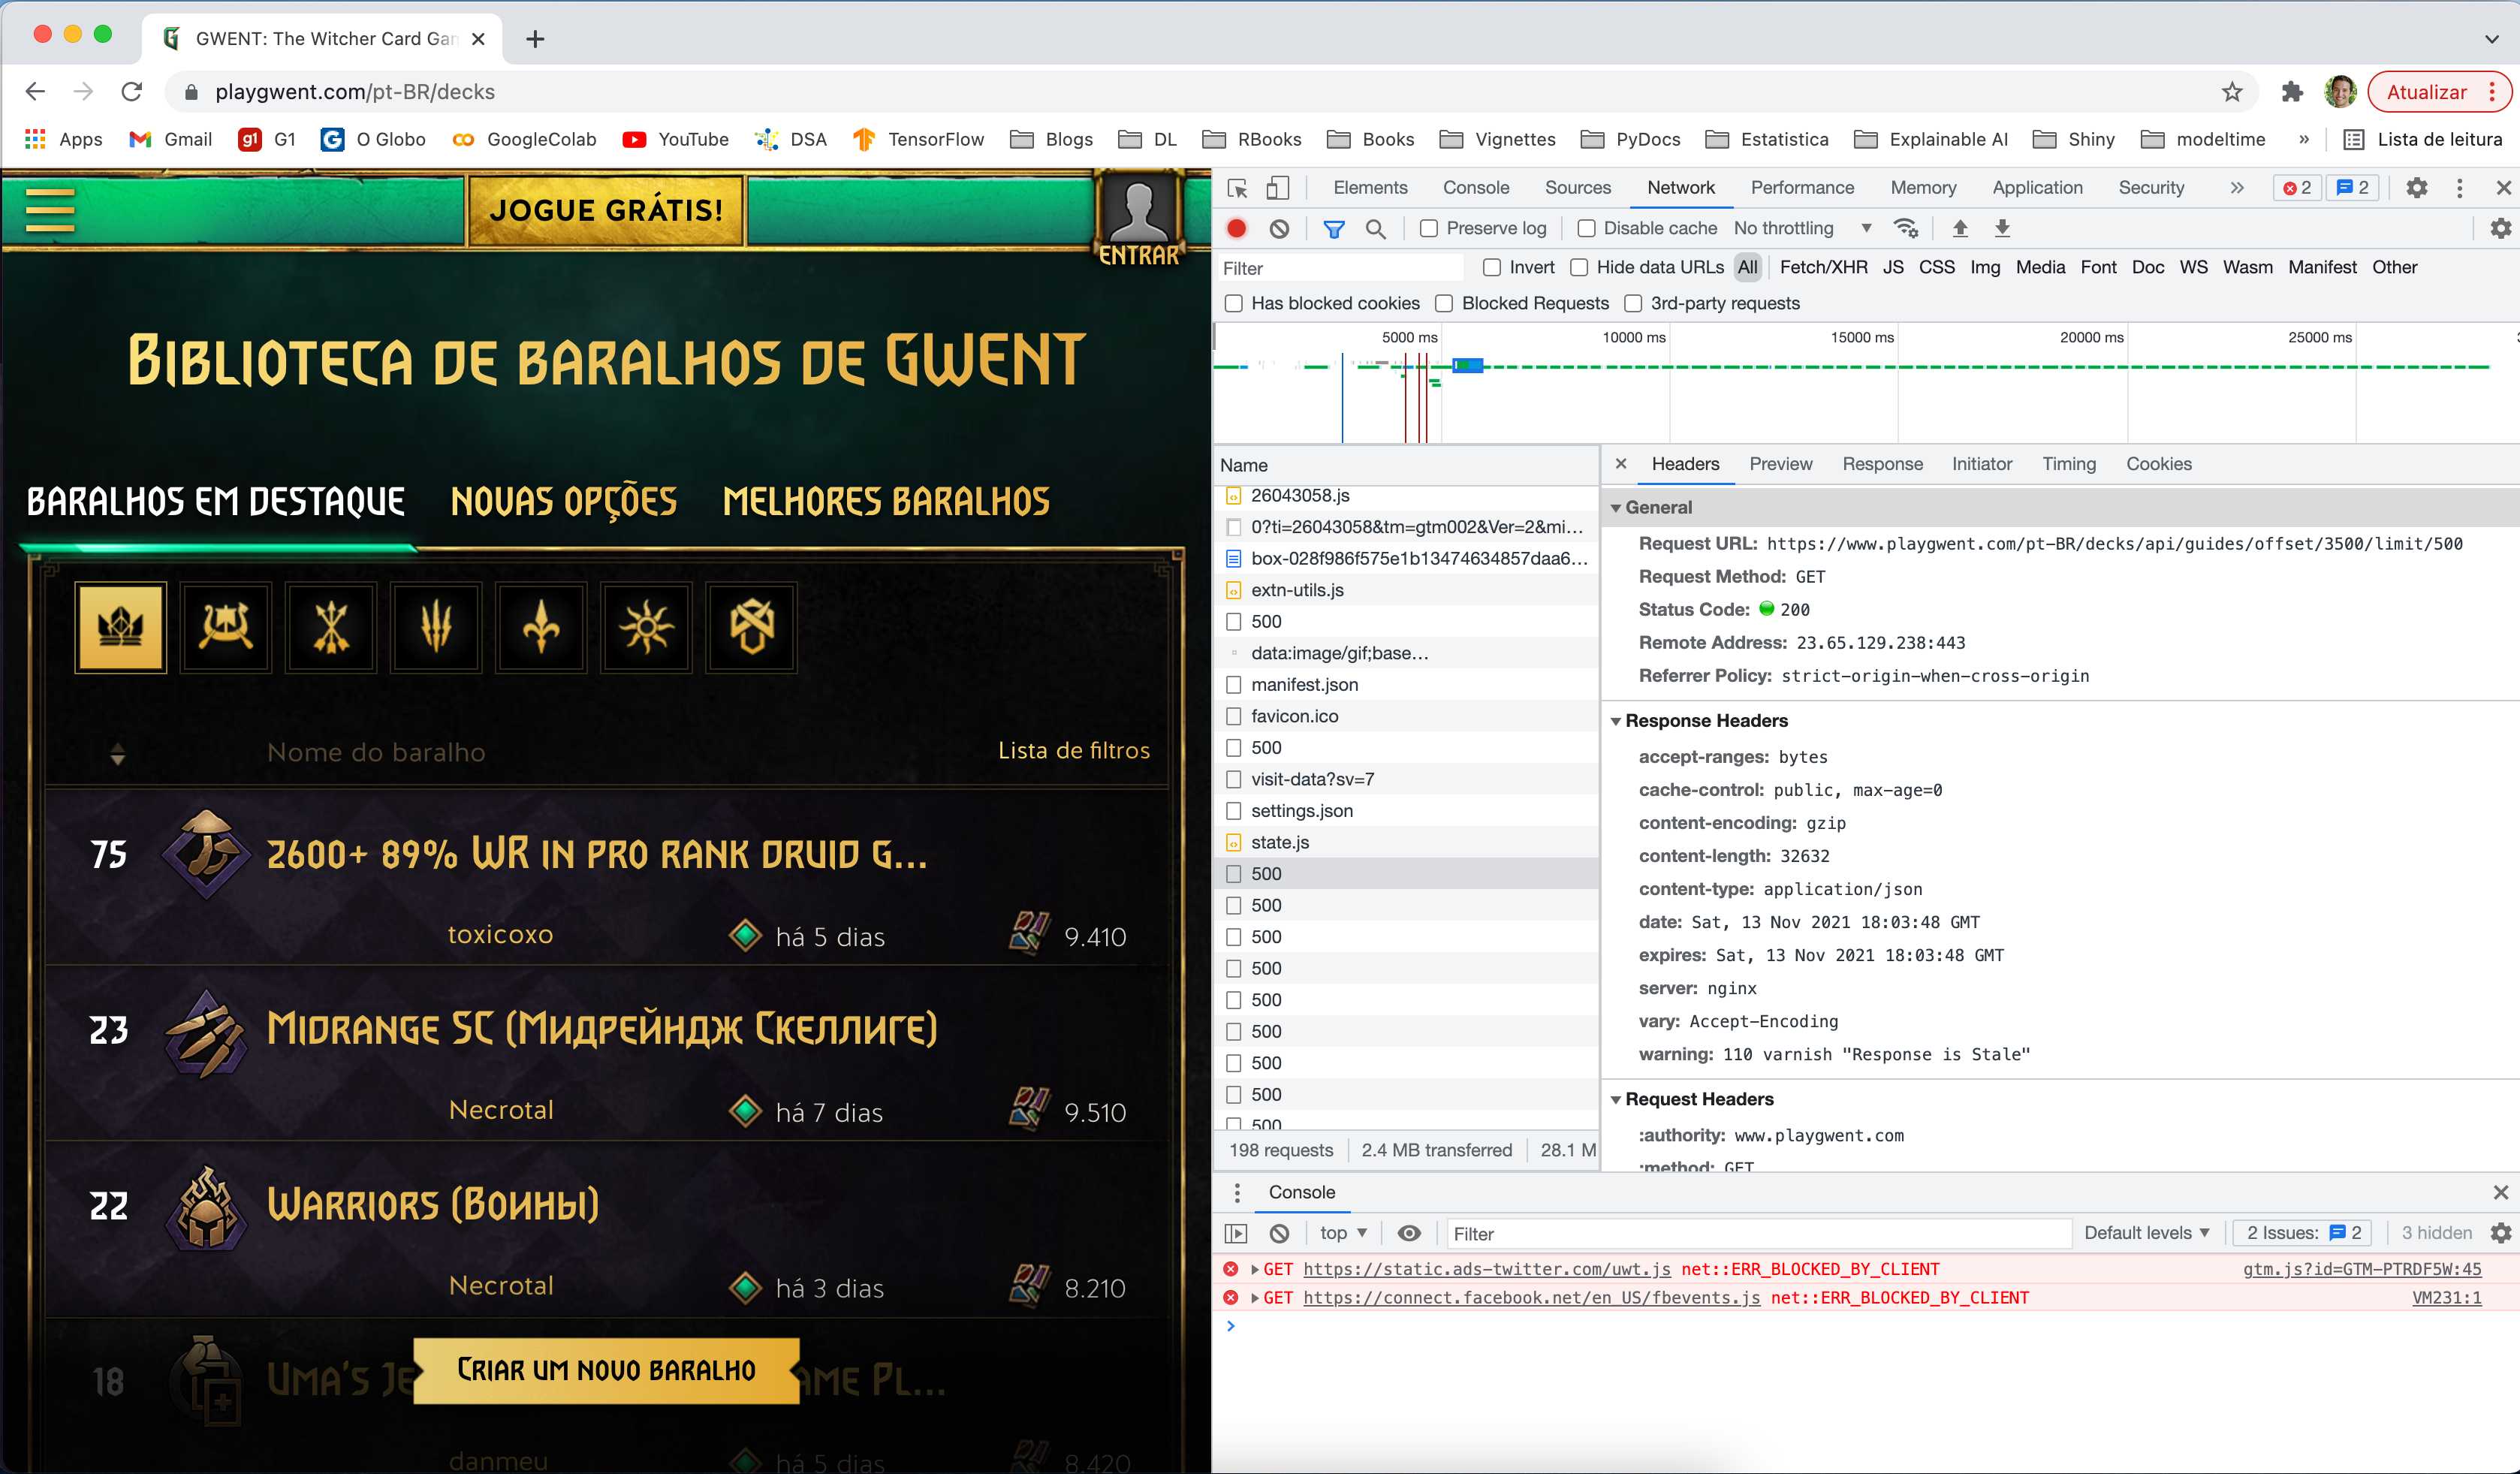 GWENT: The Witcher Card Gam
playgwent.com/pt-BR/decks
Atualizar
Apps Gmail G1 O Globo GoogleColab YouTube DSA TensorFlow Blogs DL RBooks Books Vignettes PyDocs Estatistica Explainable AI Shiny modeltime » Lista de leitura
JOGUE GRÁTIS!
ENTRAR
BIBLIOTECA DE BARALHOS DE GWENT
BARALHOS EM DESTAQUE NOVAS OPÇÕES MELHORES BARALHOS
Nome do baralho Lista de filtros
75 2600+ 89% WR IN PRO RANK DRUID G...
toxicoxo há 5 dias 9.410
23 MIDRANGE SC (МИДРЕЙНДЖ СКЕЛЛИГЕ)
Necrotal há 7 dias 9.510
22 WARRIORS (ВОИНЫ)
Necrotal há 3 dias 8.210
18 UMA'S JE AME PL...
CRIAR UM NOVO BARALHO
danmeu há 5 dias 8.420
Elements Console Sources Network Performance Memory Application Security » 2 2
Preserve log Disable cache No throttling
Filter Invert Hide data URLs All Fetch/XHR JS CSS Img Media Font Doc WS Wasm Manifest Other
Has blocked cookies Blocked Requests 3rd-party requests
5000 ms 10000 ms 15000 ms 20000 ms 25000 ms
Name
26043058.js
0?ti=26043058&tm=gtm002&Ver=2&mi...
box-028f986f575e1b13474634857daa6...
extn-utils.js
500
data:image/gif;base...
manifest.json
favicon.ico
500
visit-data?sv=7
settings.json
state.js
500
500
500
500
500
500
500
500
500
198 requests 2.4 MB transferred 28.1 M
Headers Preview Response Initiator Timing Cookies
General
Request URL: https://www.playgwent.com/pt-BR/decks/api/guides/offset/3500/limit/500
Request Method: GET
Status Code: 200
Remote Address: 23.65.129.238:443
Referrer Policy: strict-origin-when-cross-origin
Response Headers
accept-ranges: bytes
cache-control: public, max-age=0
content-encoding: gzip
content-length: 32632
content-type: application/json
date: Sat, 13 Nov 2021 18:03:48 GMT
expires: Sat, 13 Nov 2021 18:03:48 GMT
server: nginx
vary: Accept-Encoding
warning: 110 varnish "Response is Stale"
Request Headers
:authority: www.playgwent.com
:method: GET
Console
top Filter Default levels 2 Issues: 2 3 hidden
GET https://static.ads-twitter.com/uwt.js net::ERR_BLOCKED_BY_CLIENT gtm.js?id=GTM-PTRDF5W:45
GET https://connect.facebook.net/en_US/fbevents.js net::ERR_BLOCKED_BY_CLIENT VM231:1